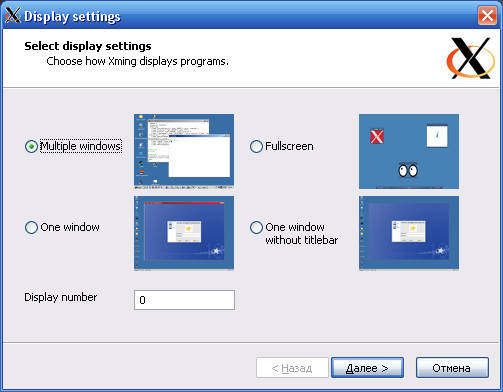 Display settings
Select display settings
Choose how Xming displays programs.
Multiple windows
Fullscreen
One window
One window
without titlebar
Display number
0
< Назад
Далее >
Отмена